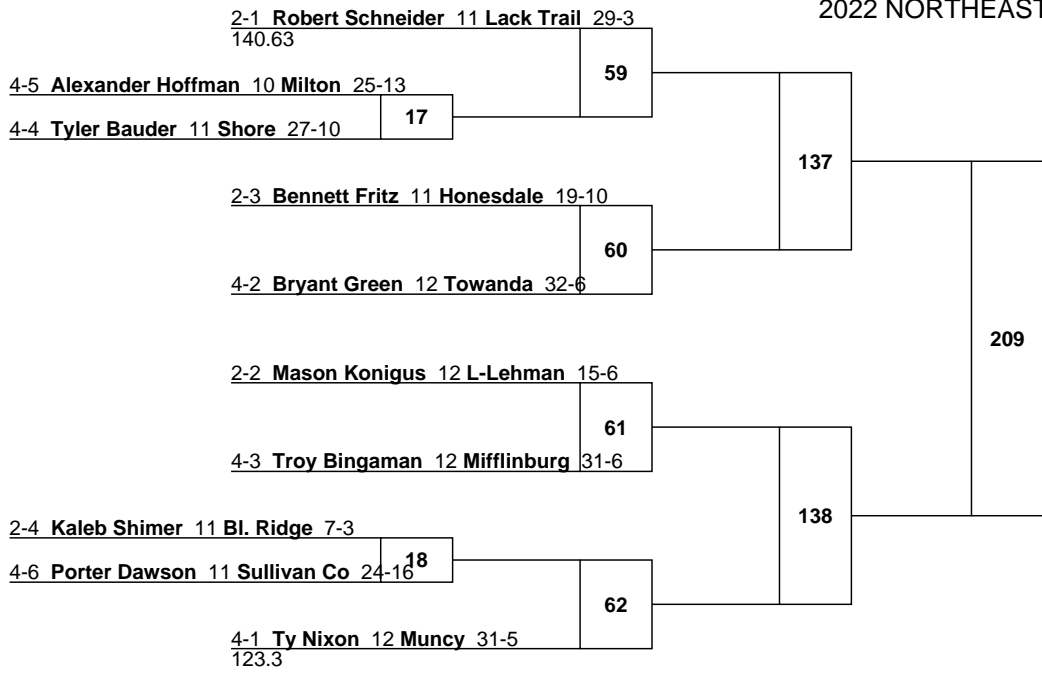 2022 NORTHEAST
2-1 Robert Schneider 11 Lack Trail 29-3
140.63
59
4-5 Alexander Hoffman 10 Milton 25-13
17
4-4 Tyler Bauder 11 Shore 27-10
137
2-3 Bennett Fritz 11 Honesdale 19-10
60
4-2 Bryant Green 12 Towanda 32-6
209
2-2 Mason Konigus 12 L-Lehman 15-6
61
4-3 Troy Bingaman 12 Mifflinburg 31-6
138
2-4 Kaleb Shimer 11 Bl. Ridge 7-3
18
4-6 Porter Dawson 11 Sullivan Co 24-16
62
4-1 Ty Nixon 12 Muncy 31-5
123.3